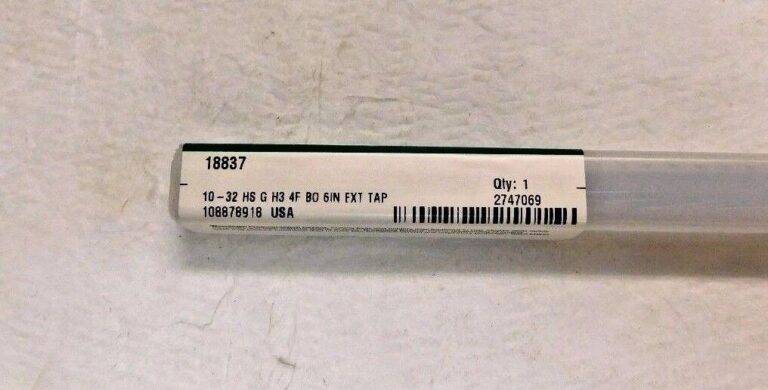 18837
Qty: 1
10-32 HS G H3 4F BO 6IN EXT TAP
2747069
108878918 USA